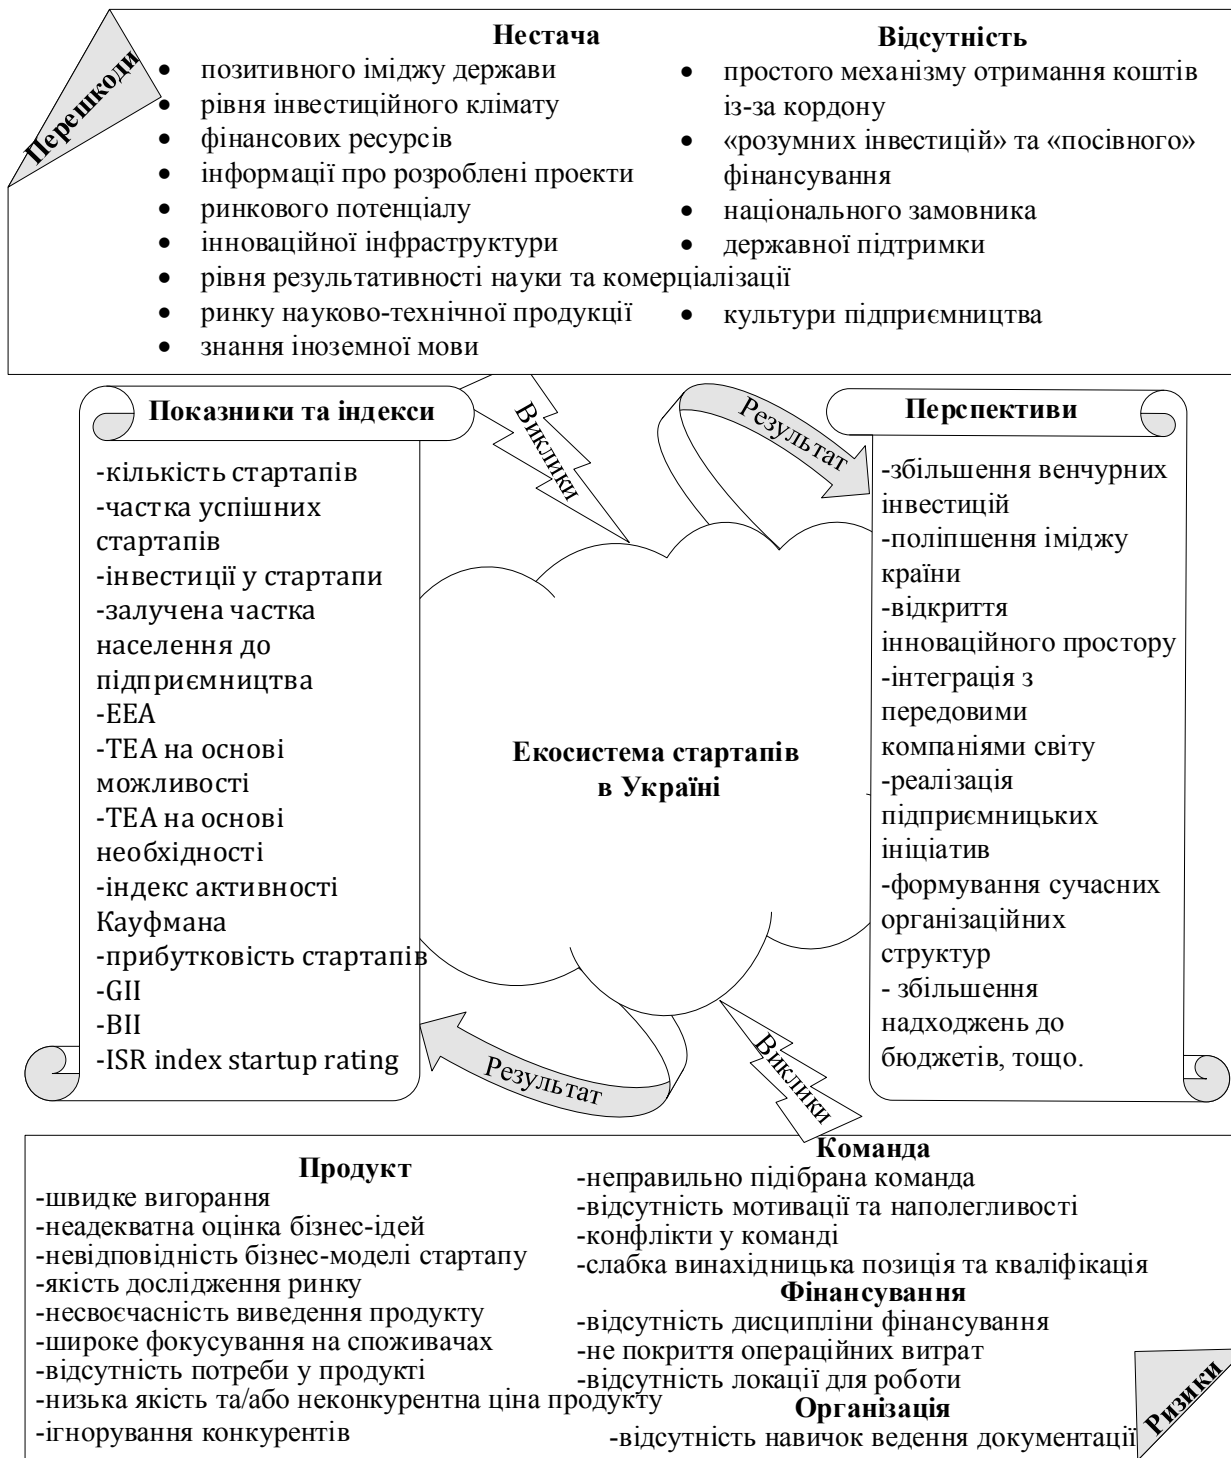 Перешкоди
Нестача
позитивного іміджу держави
рівня інвестиційного клімату
фінансових ресурсів
інформації про розроблені проекти
ринкового потенціалу
інноваційної інфраструктури
рівня результативності науки та комерціалізації
ринку науково-технічної продукції
знання іноземної мови
Відсутність
простого механізму отримання коштів
із-за кордону
«розумних інвестицій» та «посівного»
фінансування
національного замовника
державної підтримки
культури підприємництва
Показники та індекси
-кількість стартапів
-частка успішних
стартапів
-інвестиції у стартапи
-залучена частка
населення до
підприємництва
-EEA
-TEA на основі
можливості
-TEA на основі
необхідності
-індекс активності
Кауфмана
-прибутковість стартапів
-GII
-BII
-ISR index startup rating
Виклики
Результат
Екосистема стартапів
в Україні
Результат
Виклики
Перспективи
-збільшення венчурних
інвестицій
-поліпшення іміджу
країни
-відкриття
інноваційного простору
-інтеграція з
передовими
компаніями світу
-реалізація
підприємницьких
ініціатив
-формування сучасних
організаційних
структур
- збільшення
надходжень до
бюджетів, тощо.
Продукт
-швидке вигорання
-неадекватна оцінка бізнес-ідей
-невідповідність бізнес-моделі стартапу
-якість дослідження ринку
-несвоєчасність виведення продукту
-широке фокусування на споживачах
-відсутність потреби у продукті
-низька якість та/або неконкурентна ціна продукту
-ігнорування конкурентів
Команда
-неправильно підібрана команда
-відсутність мотивації та наполегливості
-конфлікти у команді
-слабка винахідницька позиція та кваліфікація
Фінансування
-відсутність дисципліни фінансування
-не покриття операційних витрат
-відсутність локації для роботи
Організація
-відсутність навичок ведення документації
Ризики